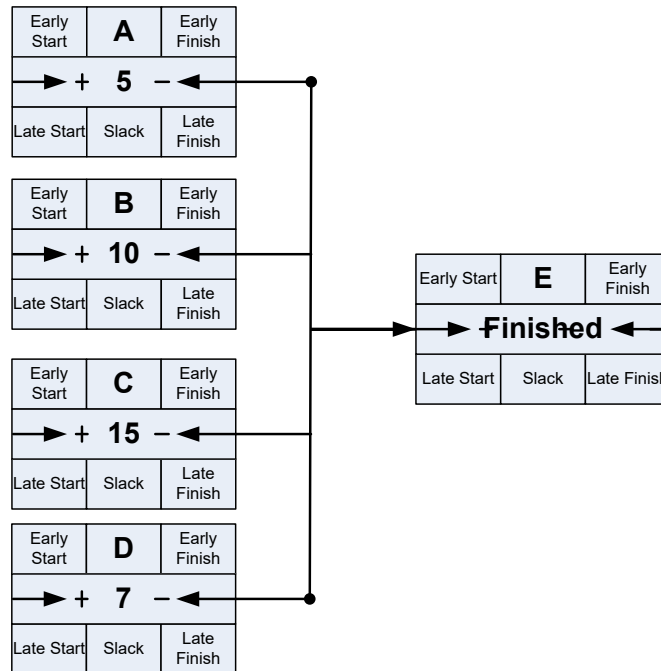 Early Start
A
Early Finish
+ 5 −
Late Start
Slack
Late Finish
Early Start
B
Early Finish
+ 10 −
Late Start
Slack
Late Finish
Early Start
C
Early Finish
+ 15 −
Late Start
Slack
Late Finish
Early Start
D
Early Finish
+ 7 −
Late Start
Slack
Late Finish
Early Start
E
Early Finish
Finished
Late Start
Slack
Late Finish